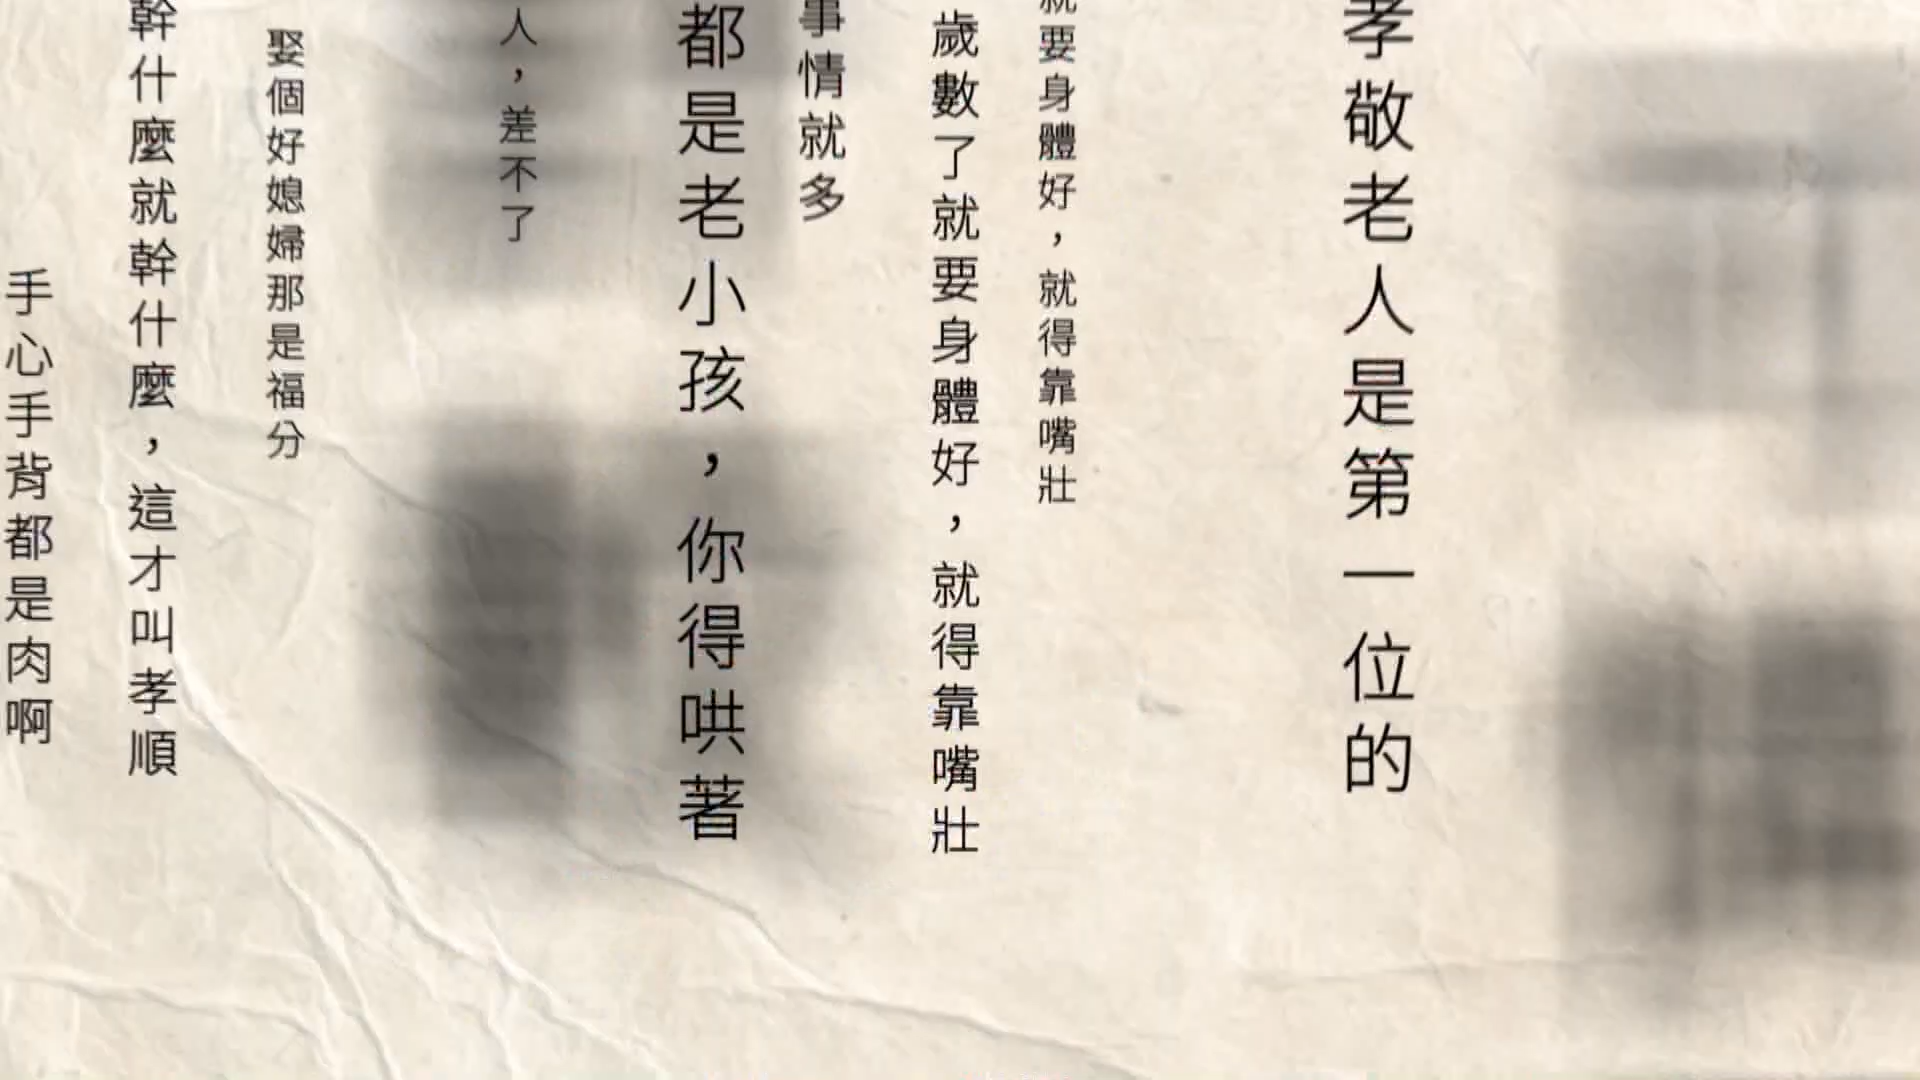 孝敬老人是第一位的
就要身體好，就得靠嘴壯
歲數了就要身體好，就得靠嘴壯
事情就多
都是老小孩，你得哄著
人，差不了
娶個好媳婦那是福分
幹什麼就幹什麼，這才叫孝順
手心手背都是肉啊